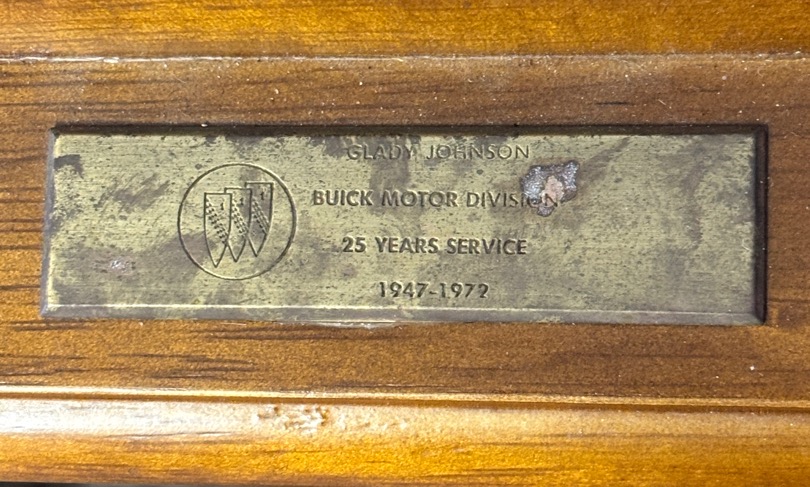 GLADY JOHNSON
BUICK MOTOR DIVISION
25 YEARS SERVICE
1947-1972